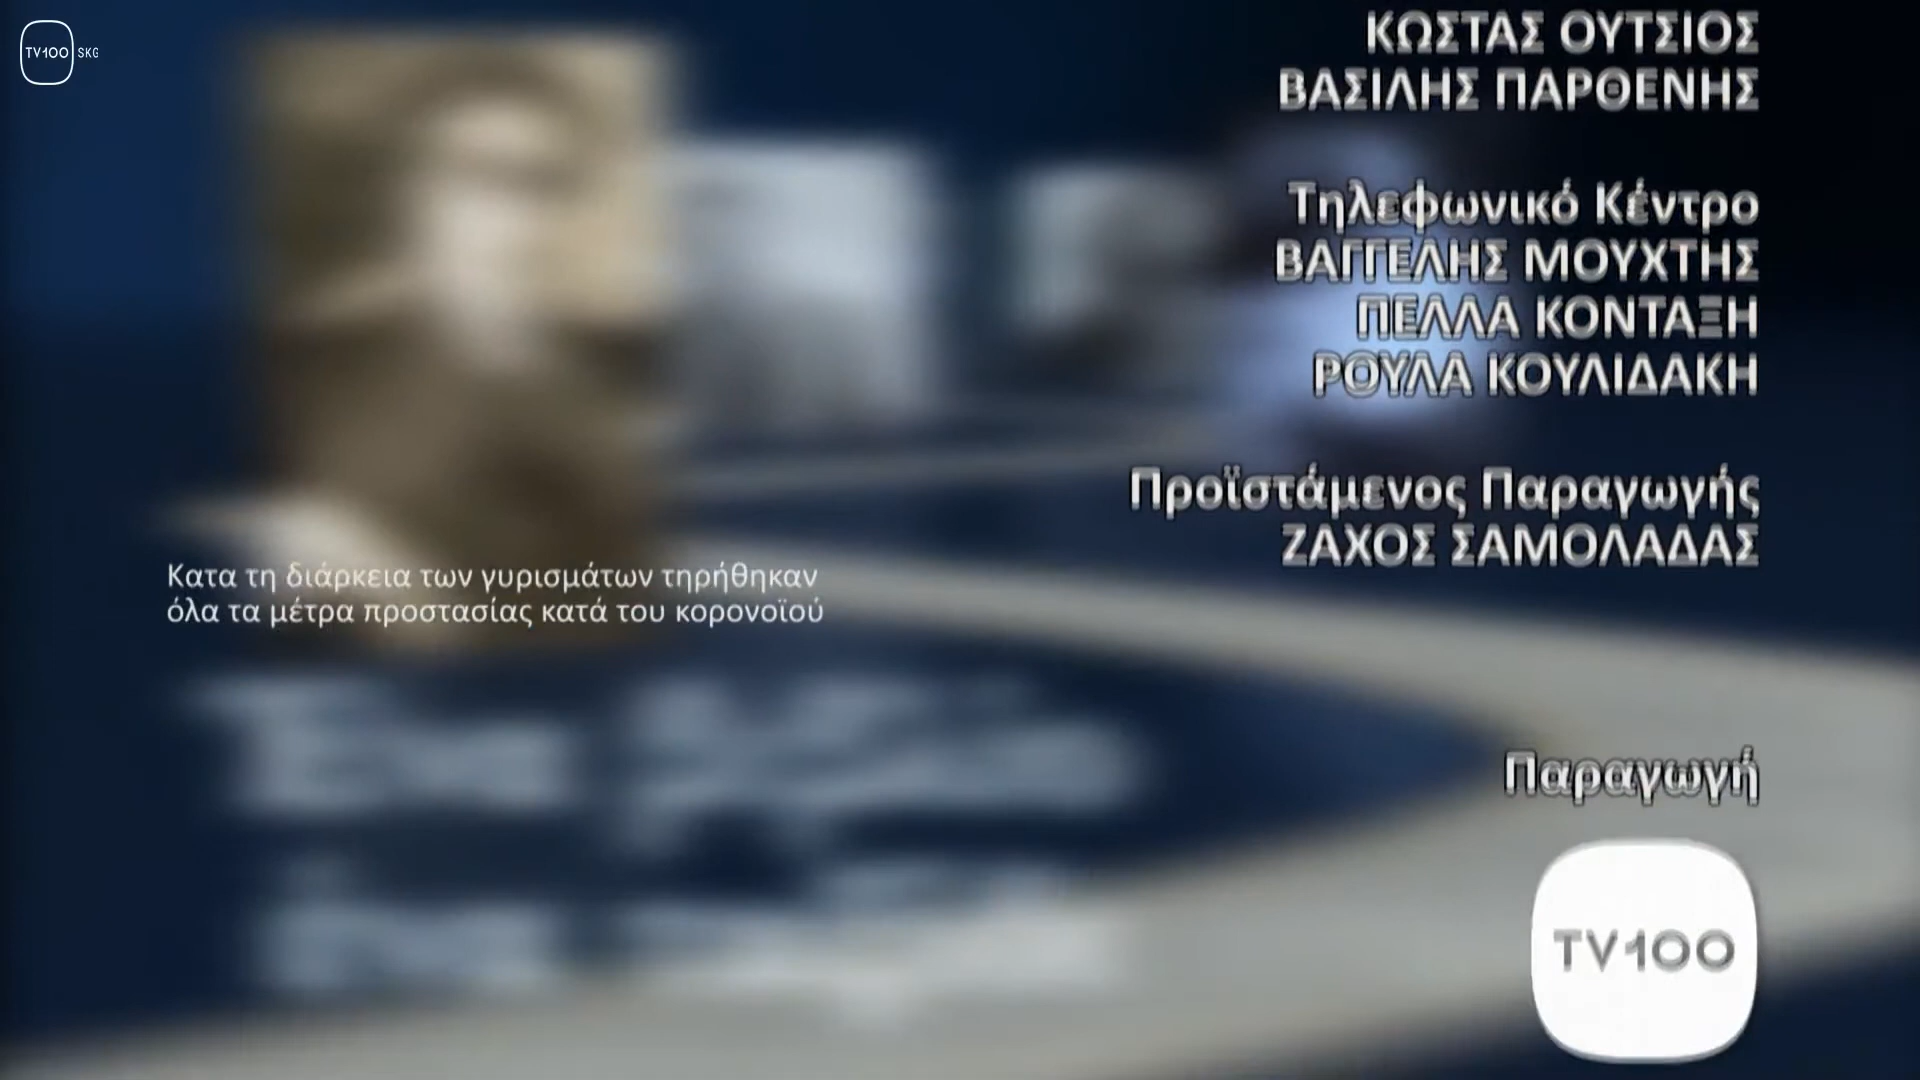 TV100 SKG
ΚΩΣΤΑΣ ΟΥΤΣΙΟΣ
ΒΑΣΙΛΗΣ ΠΑΡΘΕΝΗΣ
Τηλεφωνικό Κέντρο
ΒΑΓΓΕΛΗΣ ΜΟΥΧΤΗΣ
ΠΕΛΛΑ ΚΟΝΤΑΞΗ
ΡΟΥΛΑ ΚΟΥΛΙΔΑΚΗ
Προϊστάμενος Παραγωγής
ΖΑΧΟΣ ΣΑΜΟΛΑΔΑΣ
Κατα τη διάρκεια των γυρισμάτων τηρήθηκαν
όλα τα μέτρα προστασίας κατά του κορονοϊού
Παραγωγή
TV100